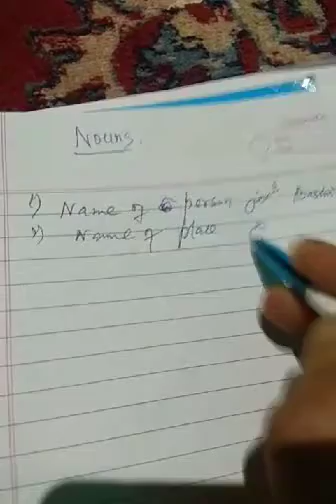 Nouns.
1) Name of person
2) Name of place